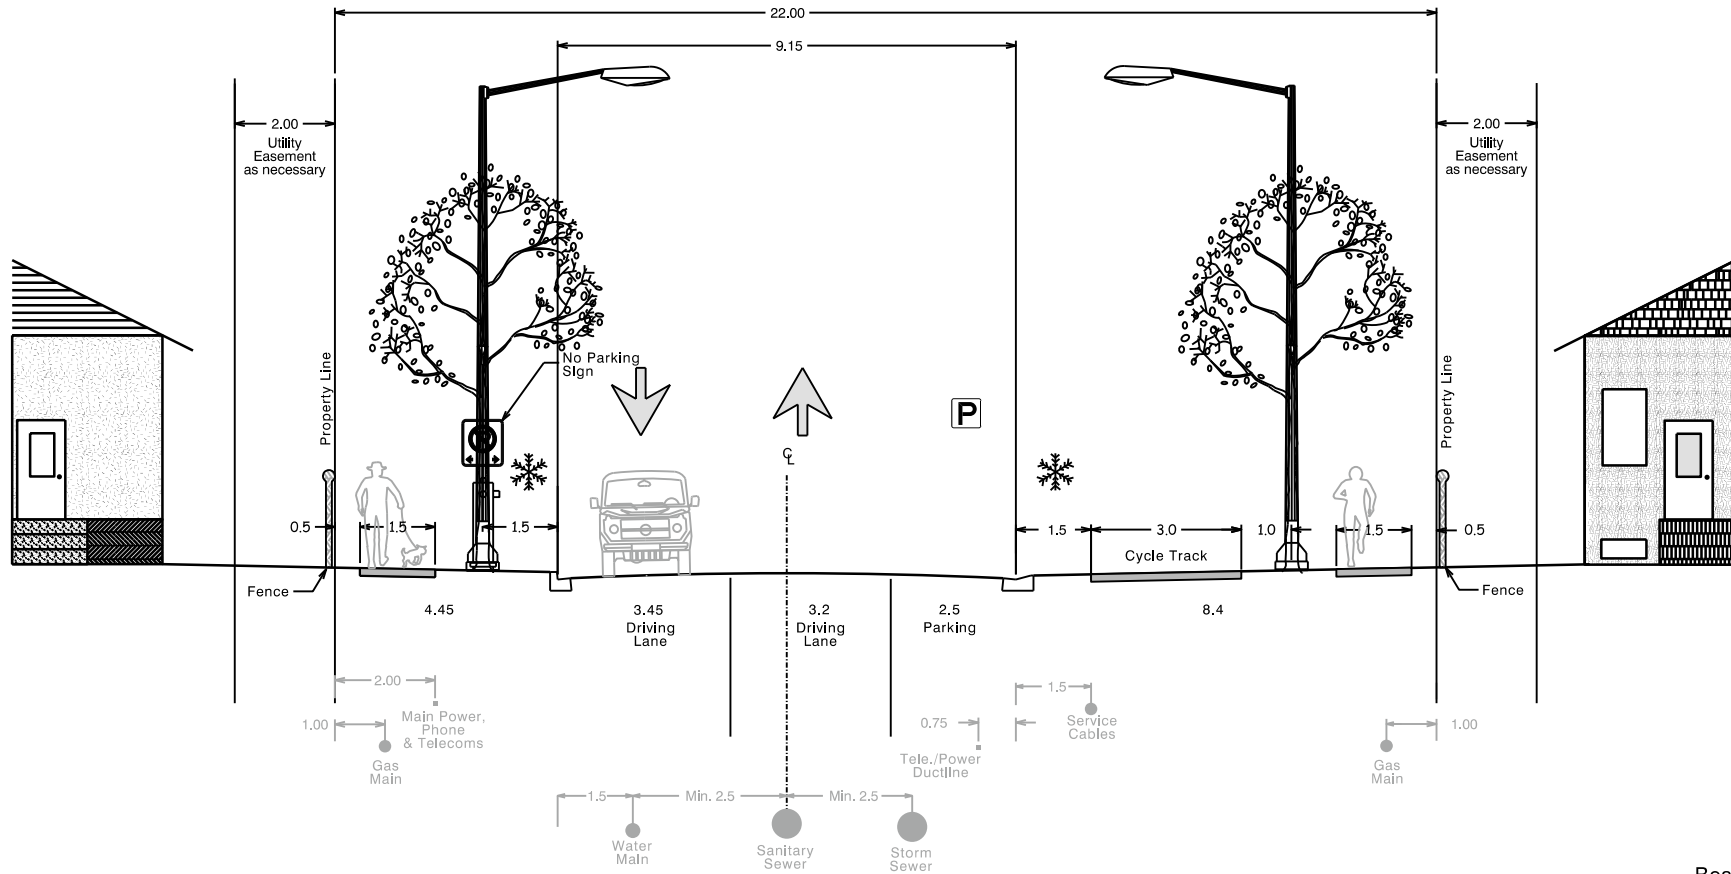 22.00
9.15
2.00
Utility
Easement
as necessary
2.00
Utility
Easement
as necessary
No Parking
Sign
Property Line
P
Property Line
℄
0.5
1.5
1.5
1.5
3.0
1.0
1.5
0.5
Cycle Track
Fence
Fence
4.45
3.45
Driving
Lane
3.2
Driving
Lane
2.5
Parking
8.4
2.00
Main Power,
Phone
& Telecoms
1.00
Gas
Main
1.5
Service
Cables
0.75
Tele./Power
Ductline
1.00
Gas
Main
1.5
Min. 2.5
Min. 2.5
Water
Main
Sanitary
Sewer
Storm
Sewer